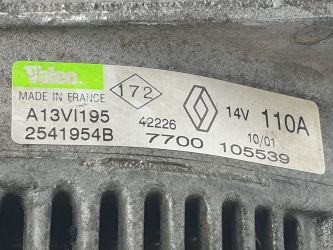 Valeo
MADE IN FRANCE
172
A13VI195
42226
14V 110A
2541954B
10/01
7700 105539